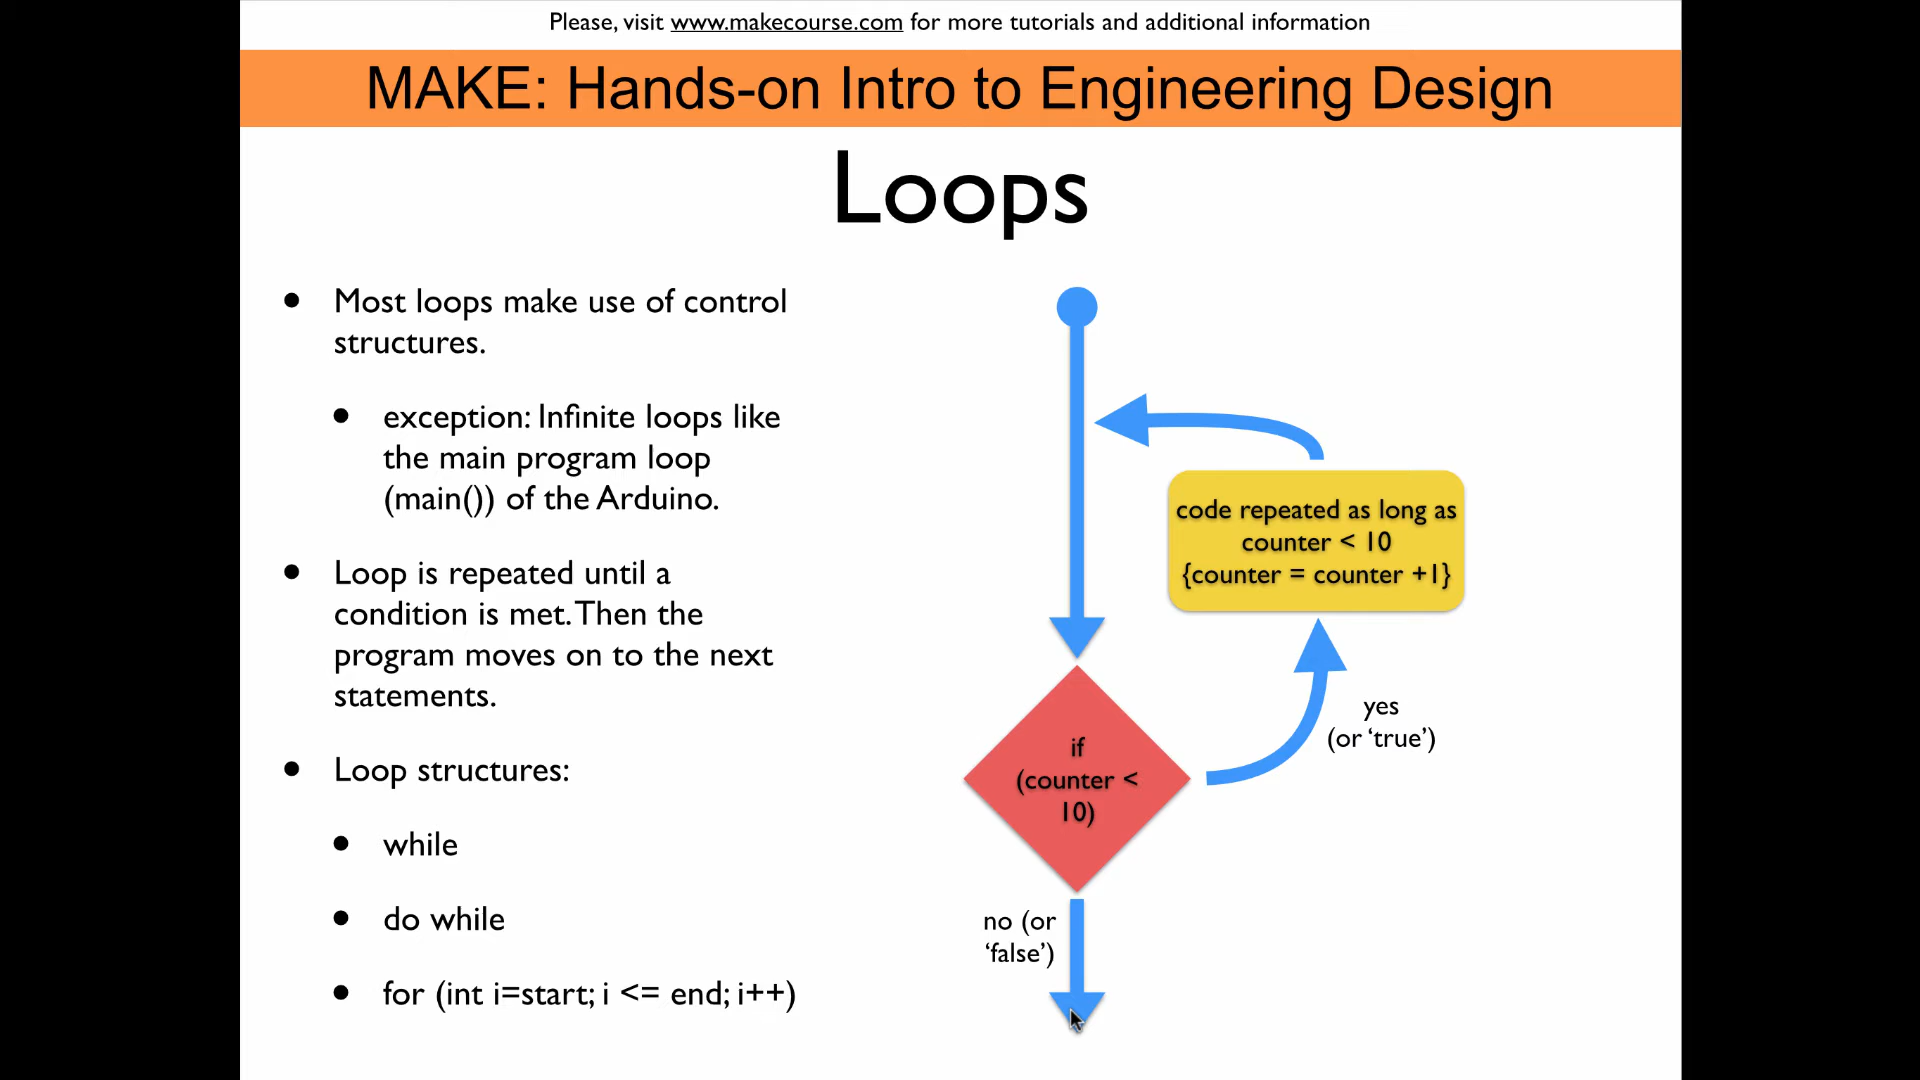 Please, visit www.makecourse.com for more tutorials and additional information
MAKE: Hands-on Intro to Engineering Design
Loops
• Most loops make use of control
structures.
• exception: Infinite loops like
the main program loop
(main()) of the Arduino.
• Loop is repeated until a
condition is met. Then the
program moves on to the next
statements.
• Loop structures:
• while
• do while
• for (int i=start; i <= end; i++)
code repeated as long as
counter < 10
{counter = counter +1}
yes
(or ‘true’)
if
(counter <
10)
no (or
‘false’)